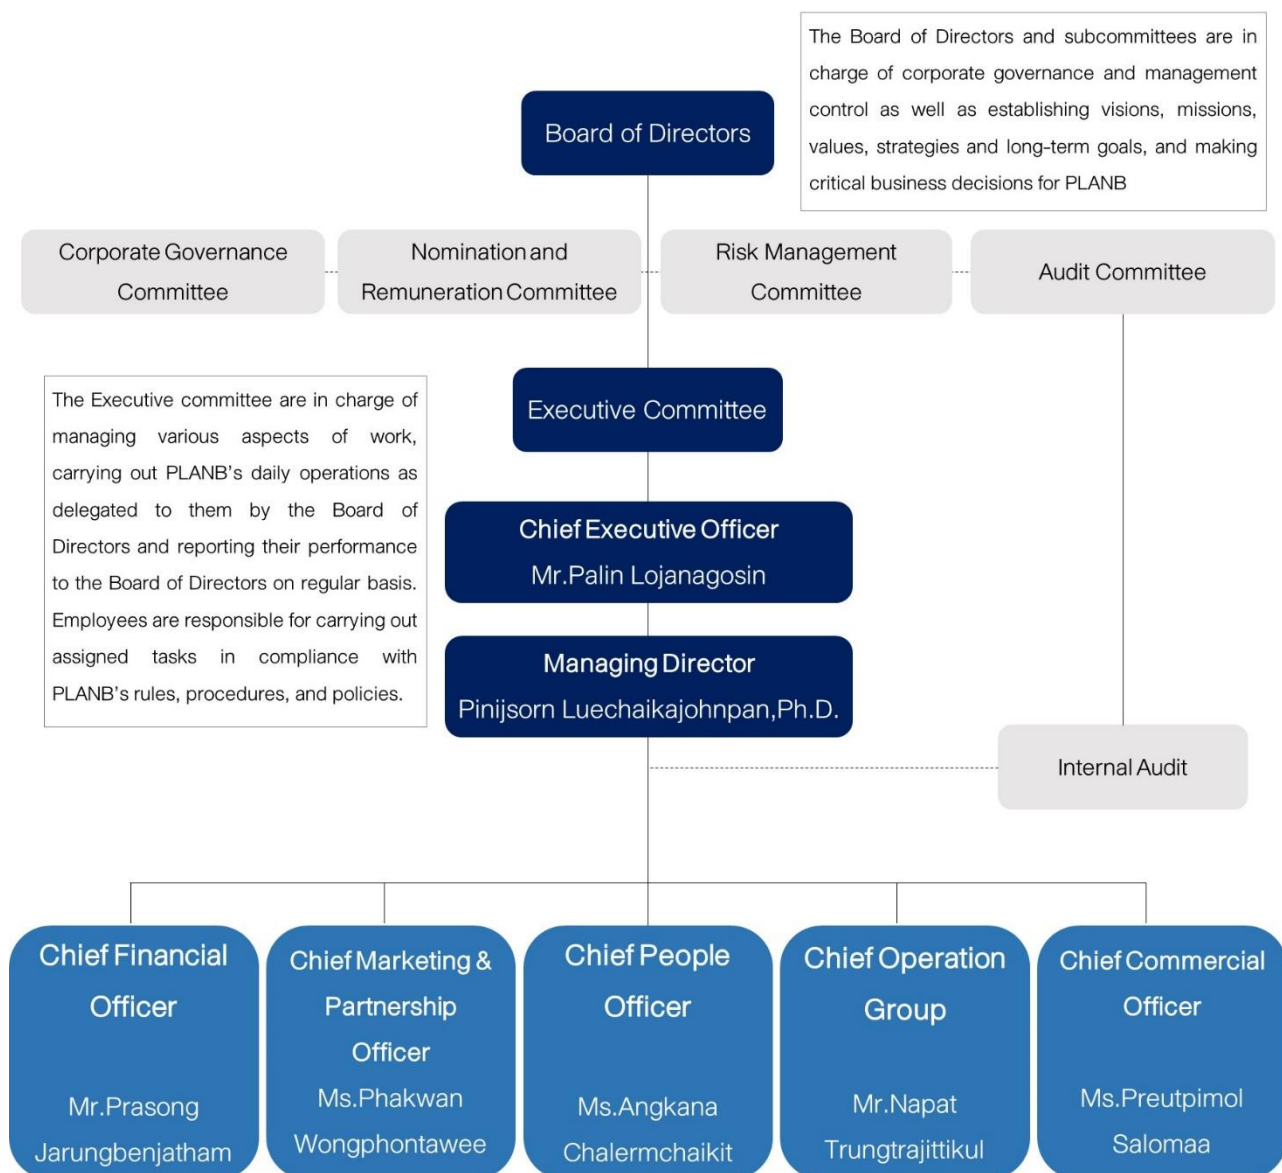 The Board of Directors and subcommittees are in
charge of corporate governance and management
control as well as establishing visions, missions,
values, strategies and long-term goals, and making
critical business decisions for PLANB
Board of Directors
Corporate Governance
Committee
Nomination and
Remuneration Committee
Risk Management
Committee
Audit Committee
The Executive committee are in charge of
managing various aspects of work,
carrying out PLANB’s daily operations as
delegated to them by the Board of
Directors and reporting their performance
to the Board of Directors on regular basis.
Employees are responsible for carrying out
assigned tasks in compliance with
PLANB’s rules, procedures, and policies.
Executive Committee
Chief Executive Officer
Mr.Palin Lojanagosin
Managing Director
Pinijsorn Luechaikajohnpan,Ph.D.
Internal Audit
Chief Financial
Officer
Mr.Prasong
Jarungbenjatham
Chief Marketing &
Partnership
Officer
Ms.Phakwan
Wongphontawee
Chief People
Officer
Ms.Angkana
Chalermchaikit
Chief Operation
Group
Mr.Napat
Trungtrajittikul
Chief Commercial
Officer
Ms.Preutpimol
Salomaa